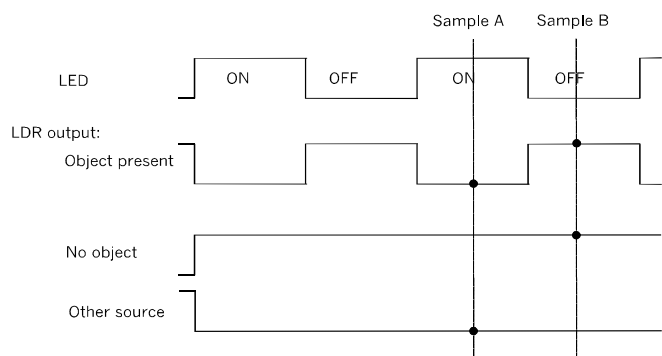 Sample A Sample B
LED ON OFF ON OFF
LDR output:
Object present
No object
Other source